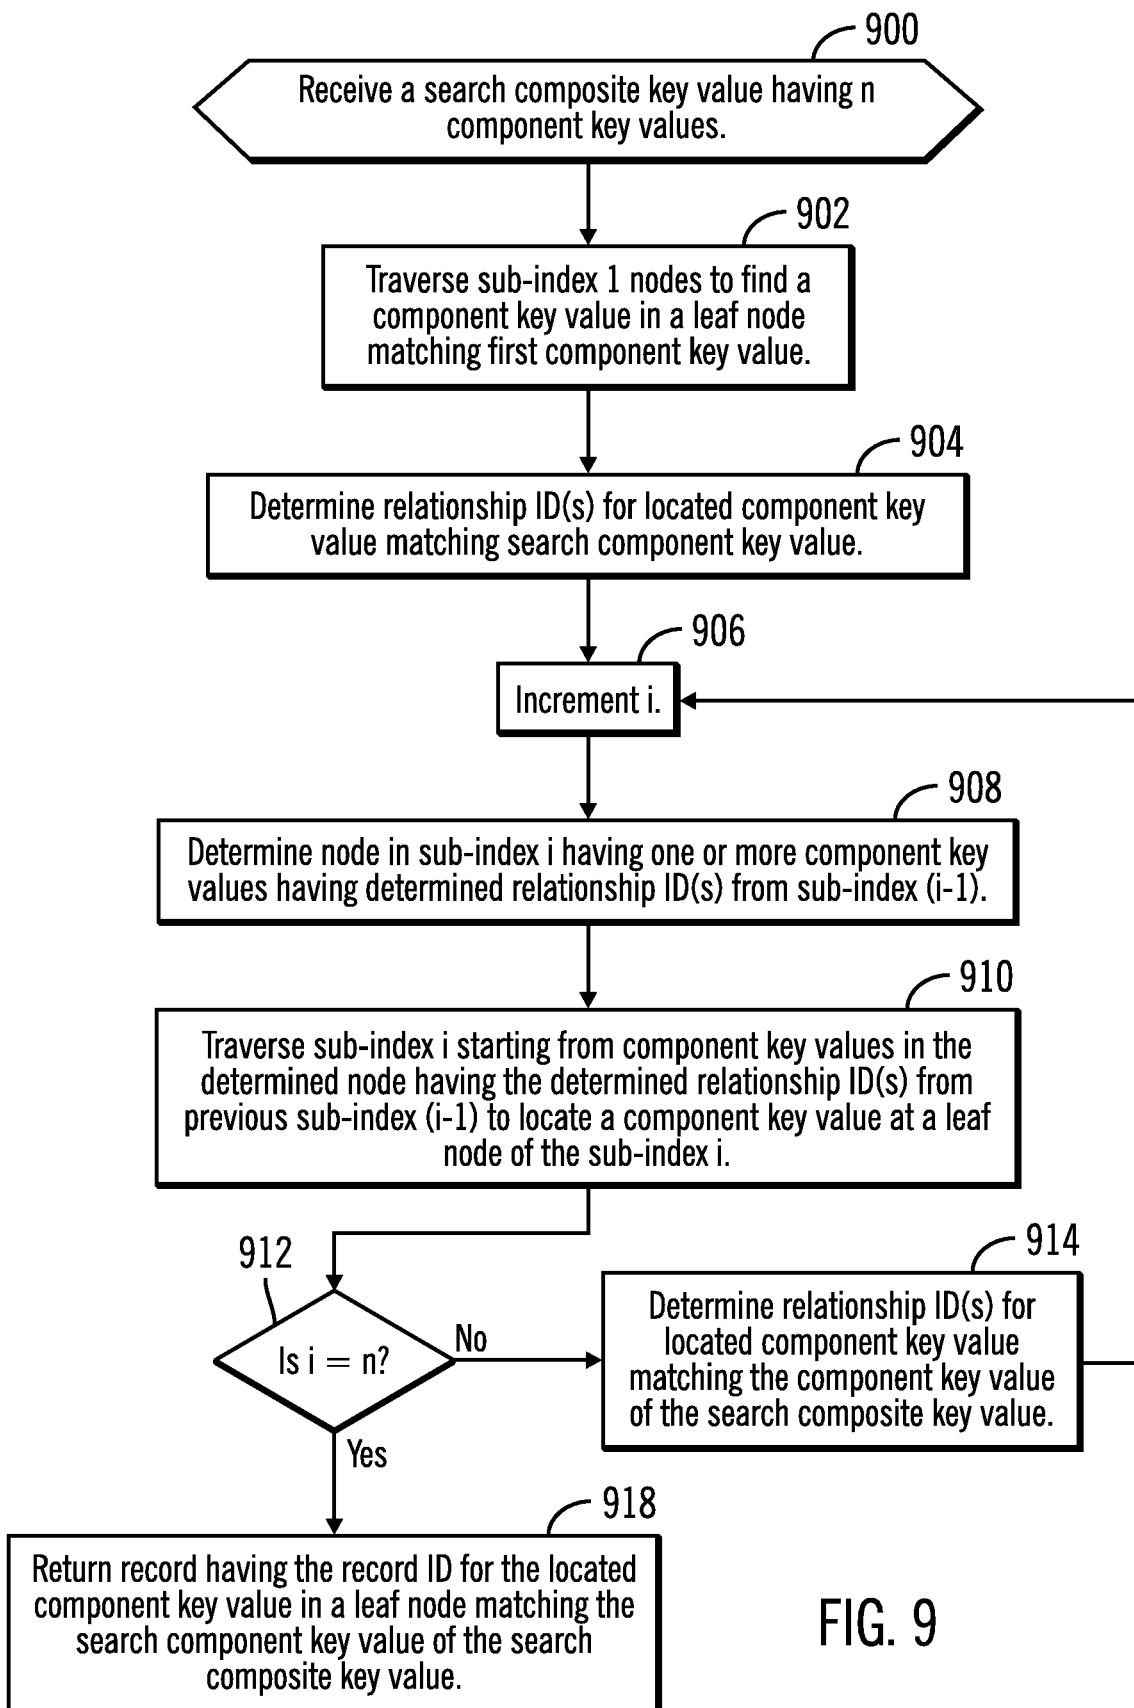 900
Receive a search composite key value having n
component key values.
902
Traverse sub-index 1 nodes to find a
component key value in a leaf node
matching first component key value.
904
Determine relationship ID(s) for located component key
value matching search component key value.
906
Increment i.
908
Determine node in sub-index i having one or more component key
values having determined relationship ID(s) from sub-index (i-1).
910
Traverse sub-index i starting from component key values in the
determined node having the determined relationship ID(s) from
previous sub-index (i-1) to locate a component key value at a leaf
node of the sub-index i.
912
Is i = n?
No
914
Determine relationship ID(s) for
located component key value
matching the component key value
of the search composite key value.
Yes
918
Return record having the record ID for the located
component key value in a leaf node matching the
search component key value of the search
composite key value.
FIG. 9